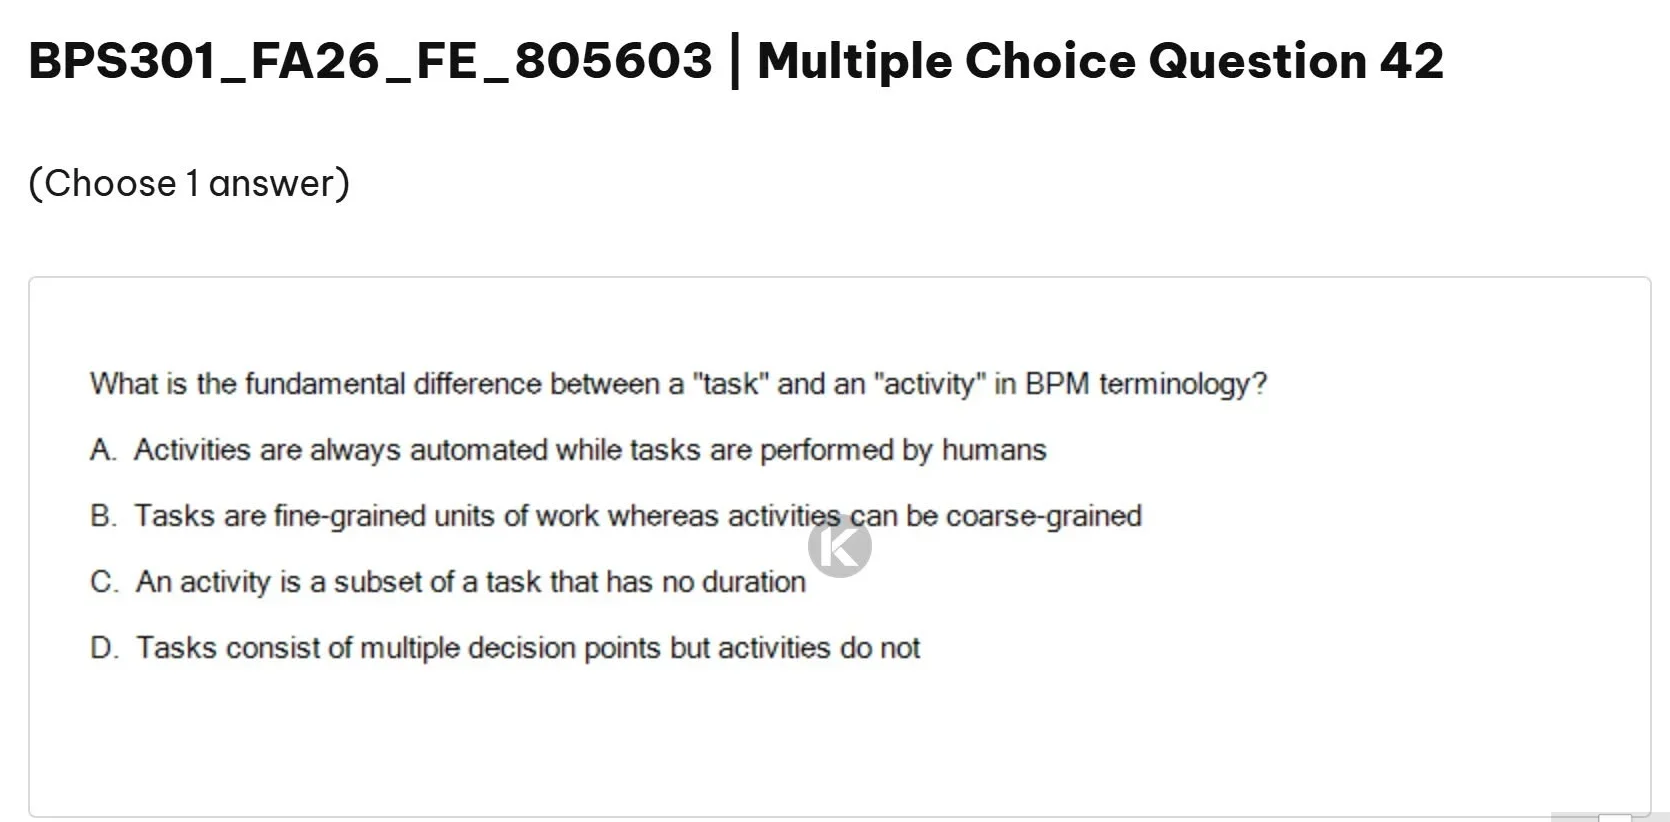 BPS301_FA26_FE_805603 | Multiple Choice Question 42
(Choose 1 answer)
What is the fundamental difference between a "task" and an "activity" in BPM terminology?
A. Activities are always automated while tasks are performed by humans
B. Tasks are fine-grained units of work whereas activities can be coarse-grained
K
C. An activity is a subset of a task that has no duration
D. Tasks consist of multiple decision points but activities do not